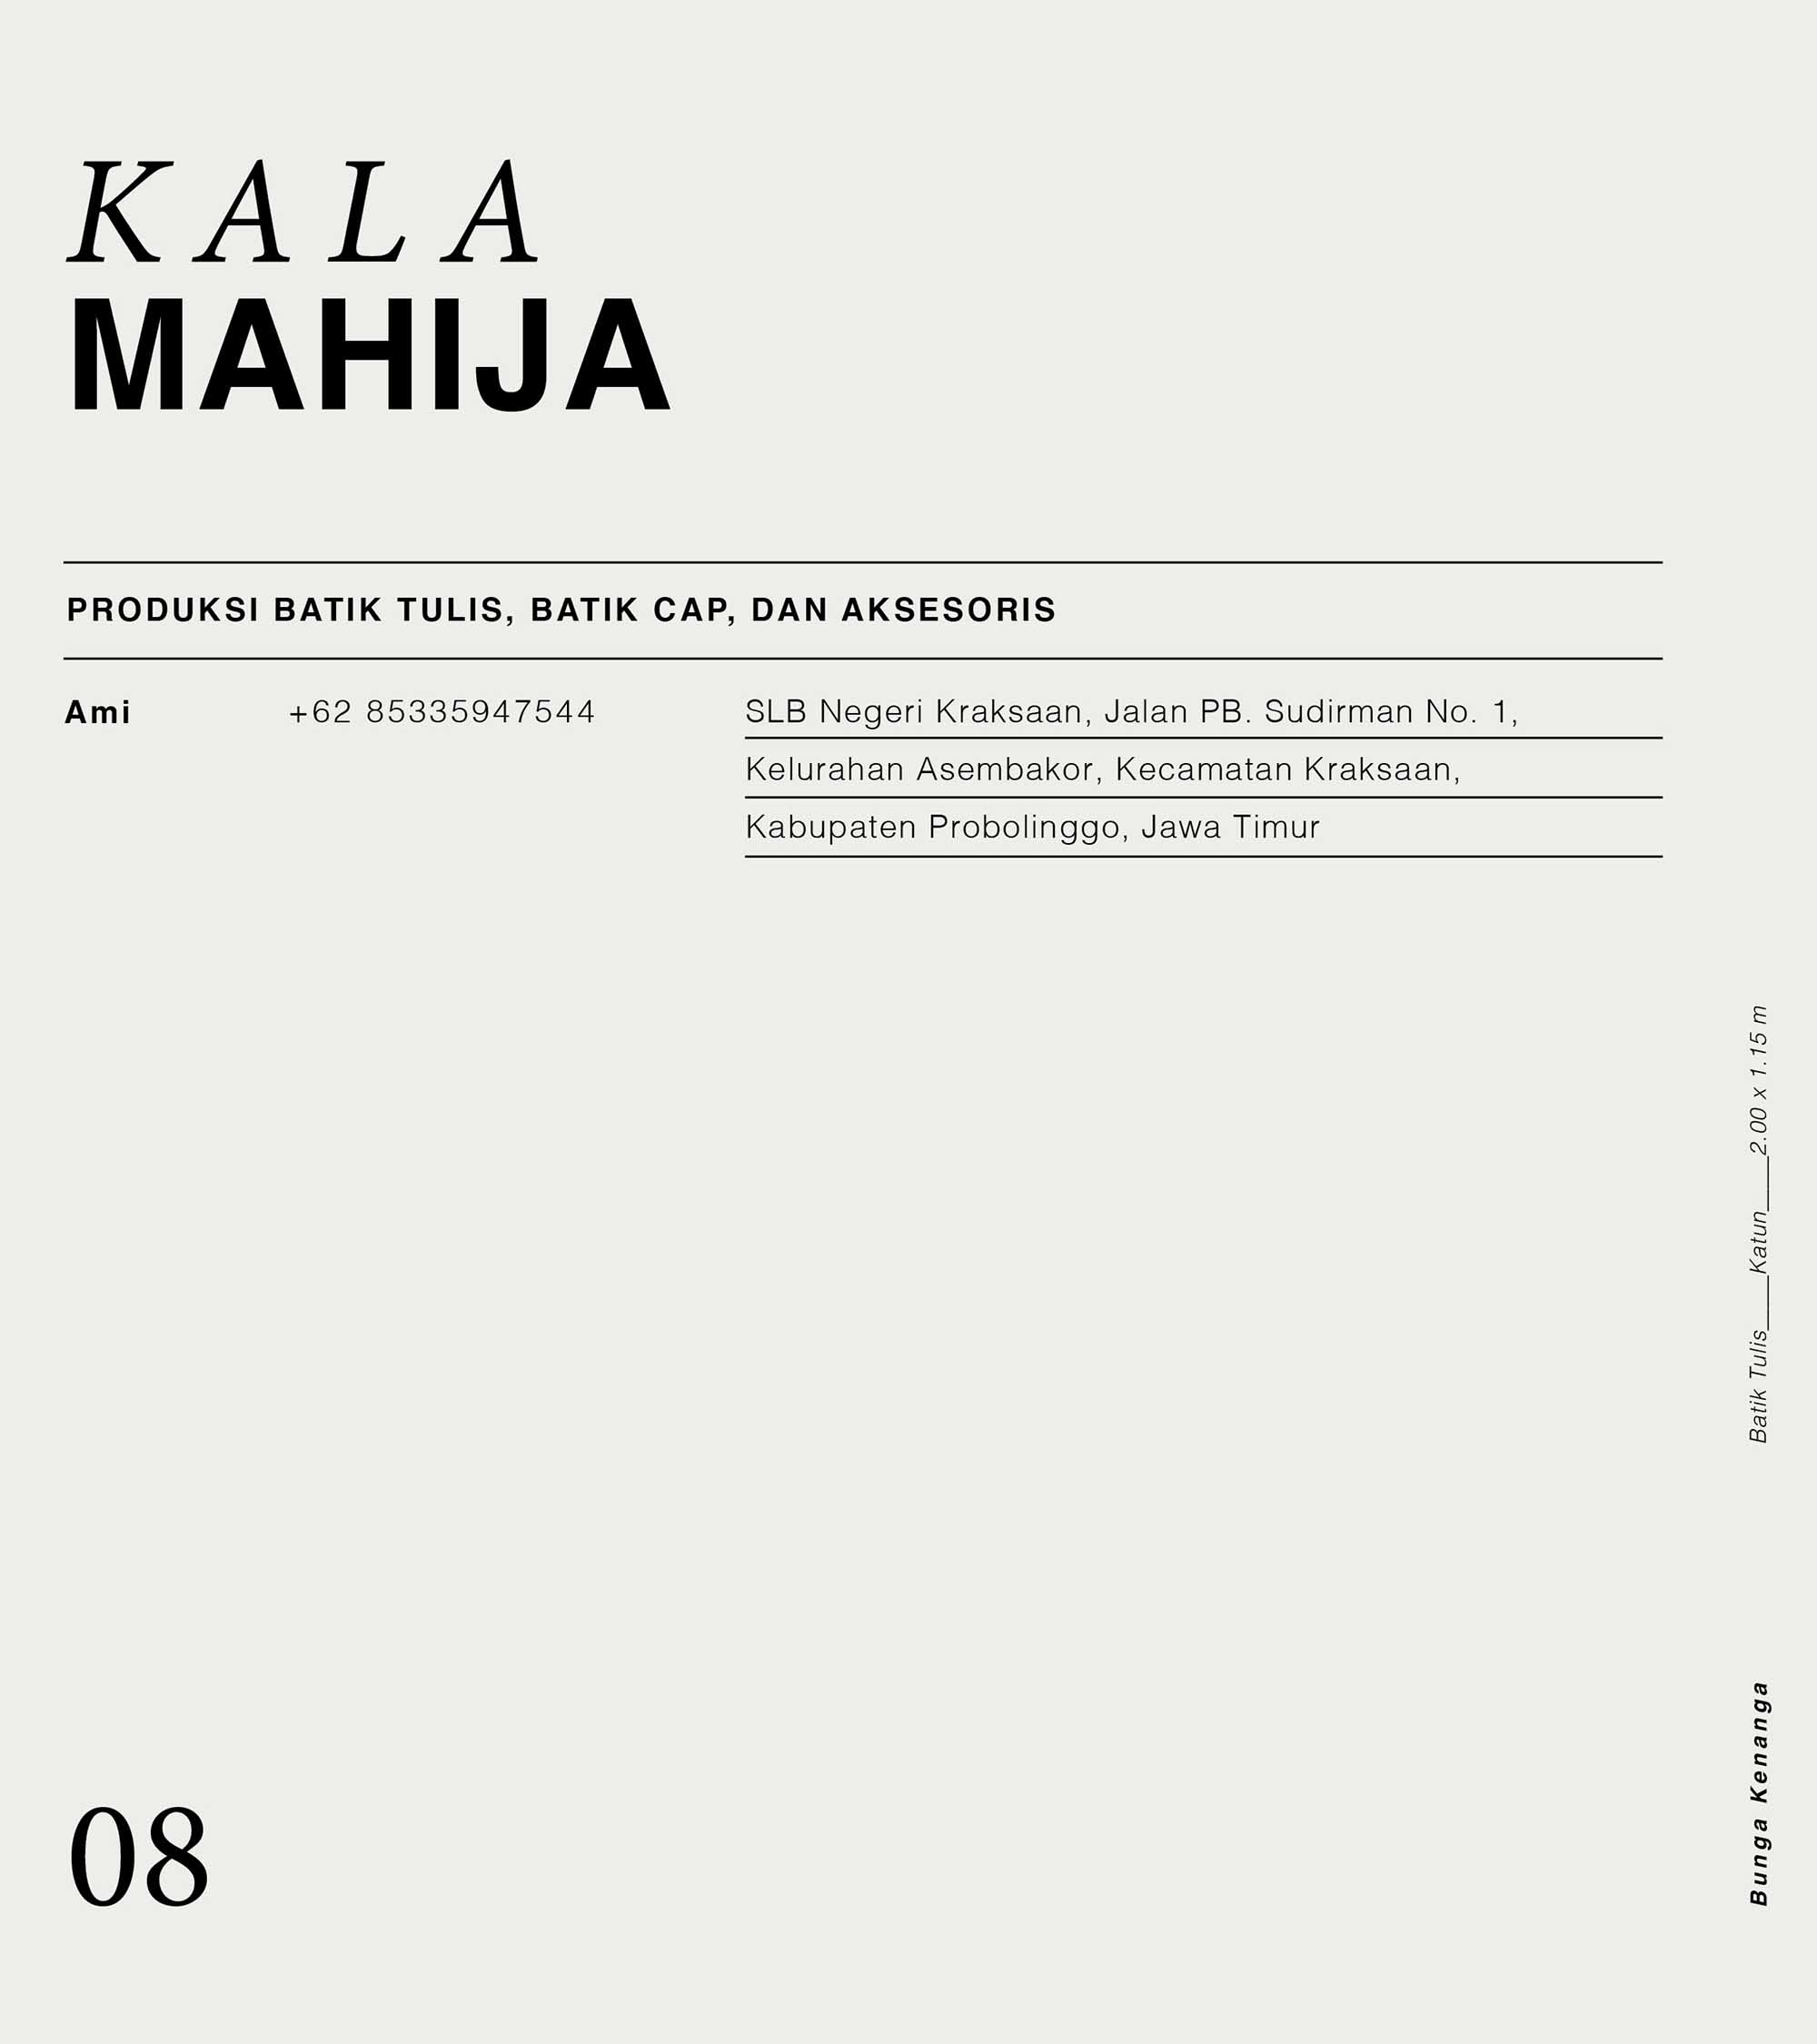 KALA
MAHIJA
PRODUKSI BATIK TULIS, BATIK CAP, DAN AKSESORIS
Ami
+62 85335947544
SLB Negeri Kraksaan, Jalan PB. Sudirman No. 1,
Kelurahan Asembakor, Kecamatan Kraksaan,
Kabupaten Probolinggo, Jawa Timur
Batik Tulis____Katun____2.00 x 1.15 m
Bunga Kenanga
08